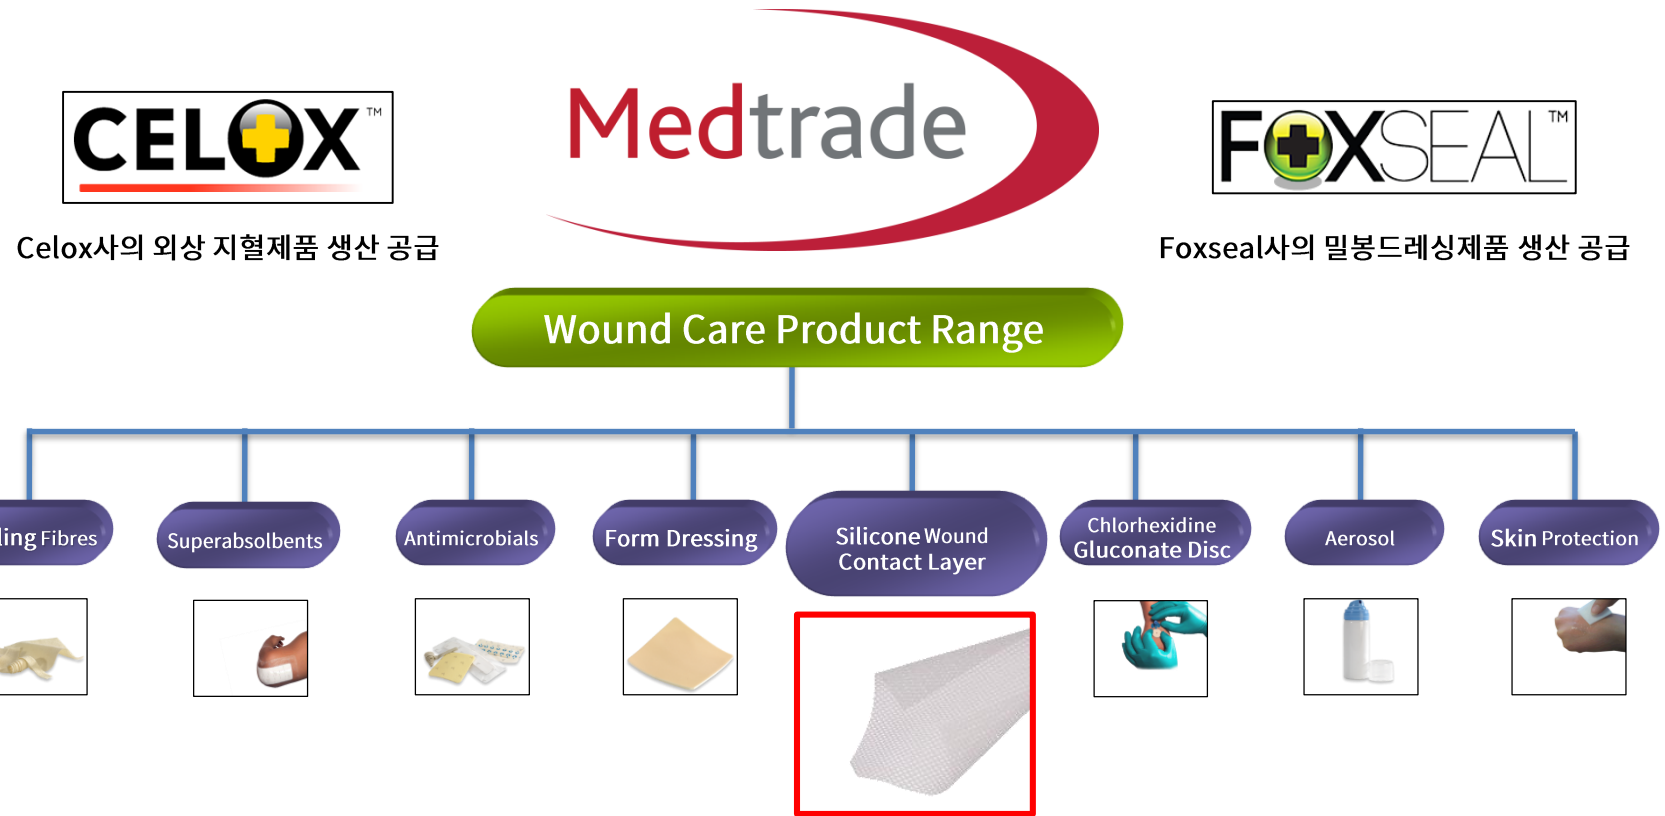 CELOX™
Medtrade
FOXSEAL™
Celox사의 외상 지혈제품 생산 공급
Foxseal사의 밀봉드레싱제품 생산 공급
Wound Care Product Range
Fibres
Superabsolbents
Antimicrobials
Form Dressing
Silicone Wound
Contact Layer
Chlorhexidine
Gluconate Disc
Aerosol
Skin Protection